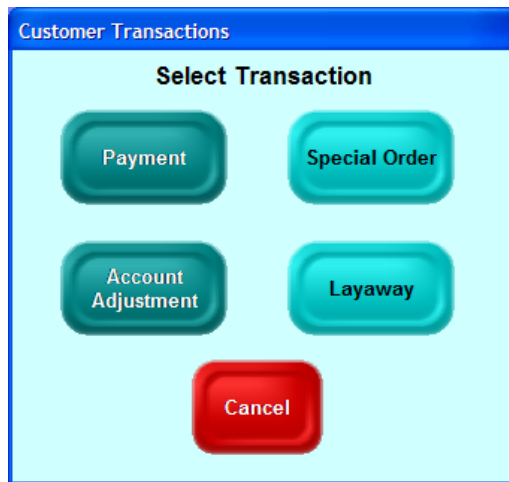 Customer Transactions
Select Transaction
Payment
Special Order
Account
Adjustment
Layaway
Cancel